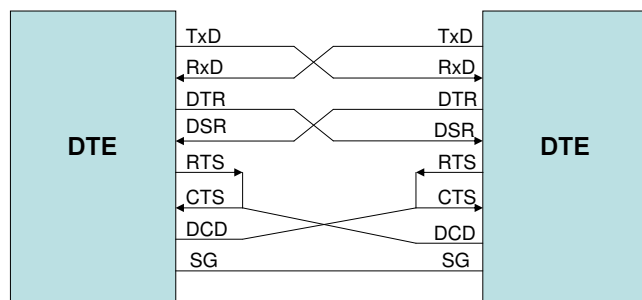 TxD TxD
RxD RxD
DTR DTR
DSR DSR
DTE DTE
RTS RTS
CTS CTS
DCD DCD
SG SG